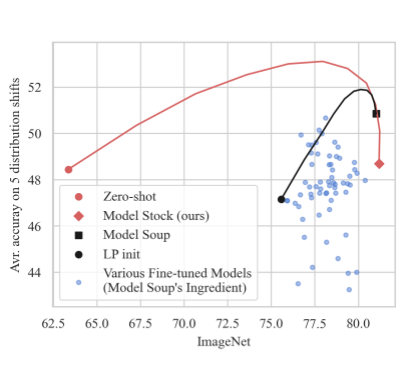 Avr. accuray on 5 distribution shifts
52
50
48
46
44
Zero-shot
Model Stock (ours)
Model Soup
LP init
Various Fine-tuned Models
(Model Soup's Ingredient)
62.5 65.0 67.5 70.0 72.5 75.0 77.5 80.0
ImageNet